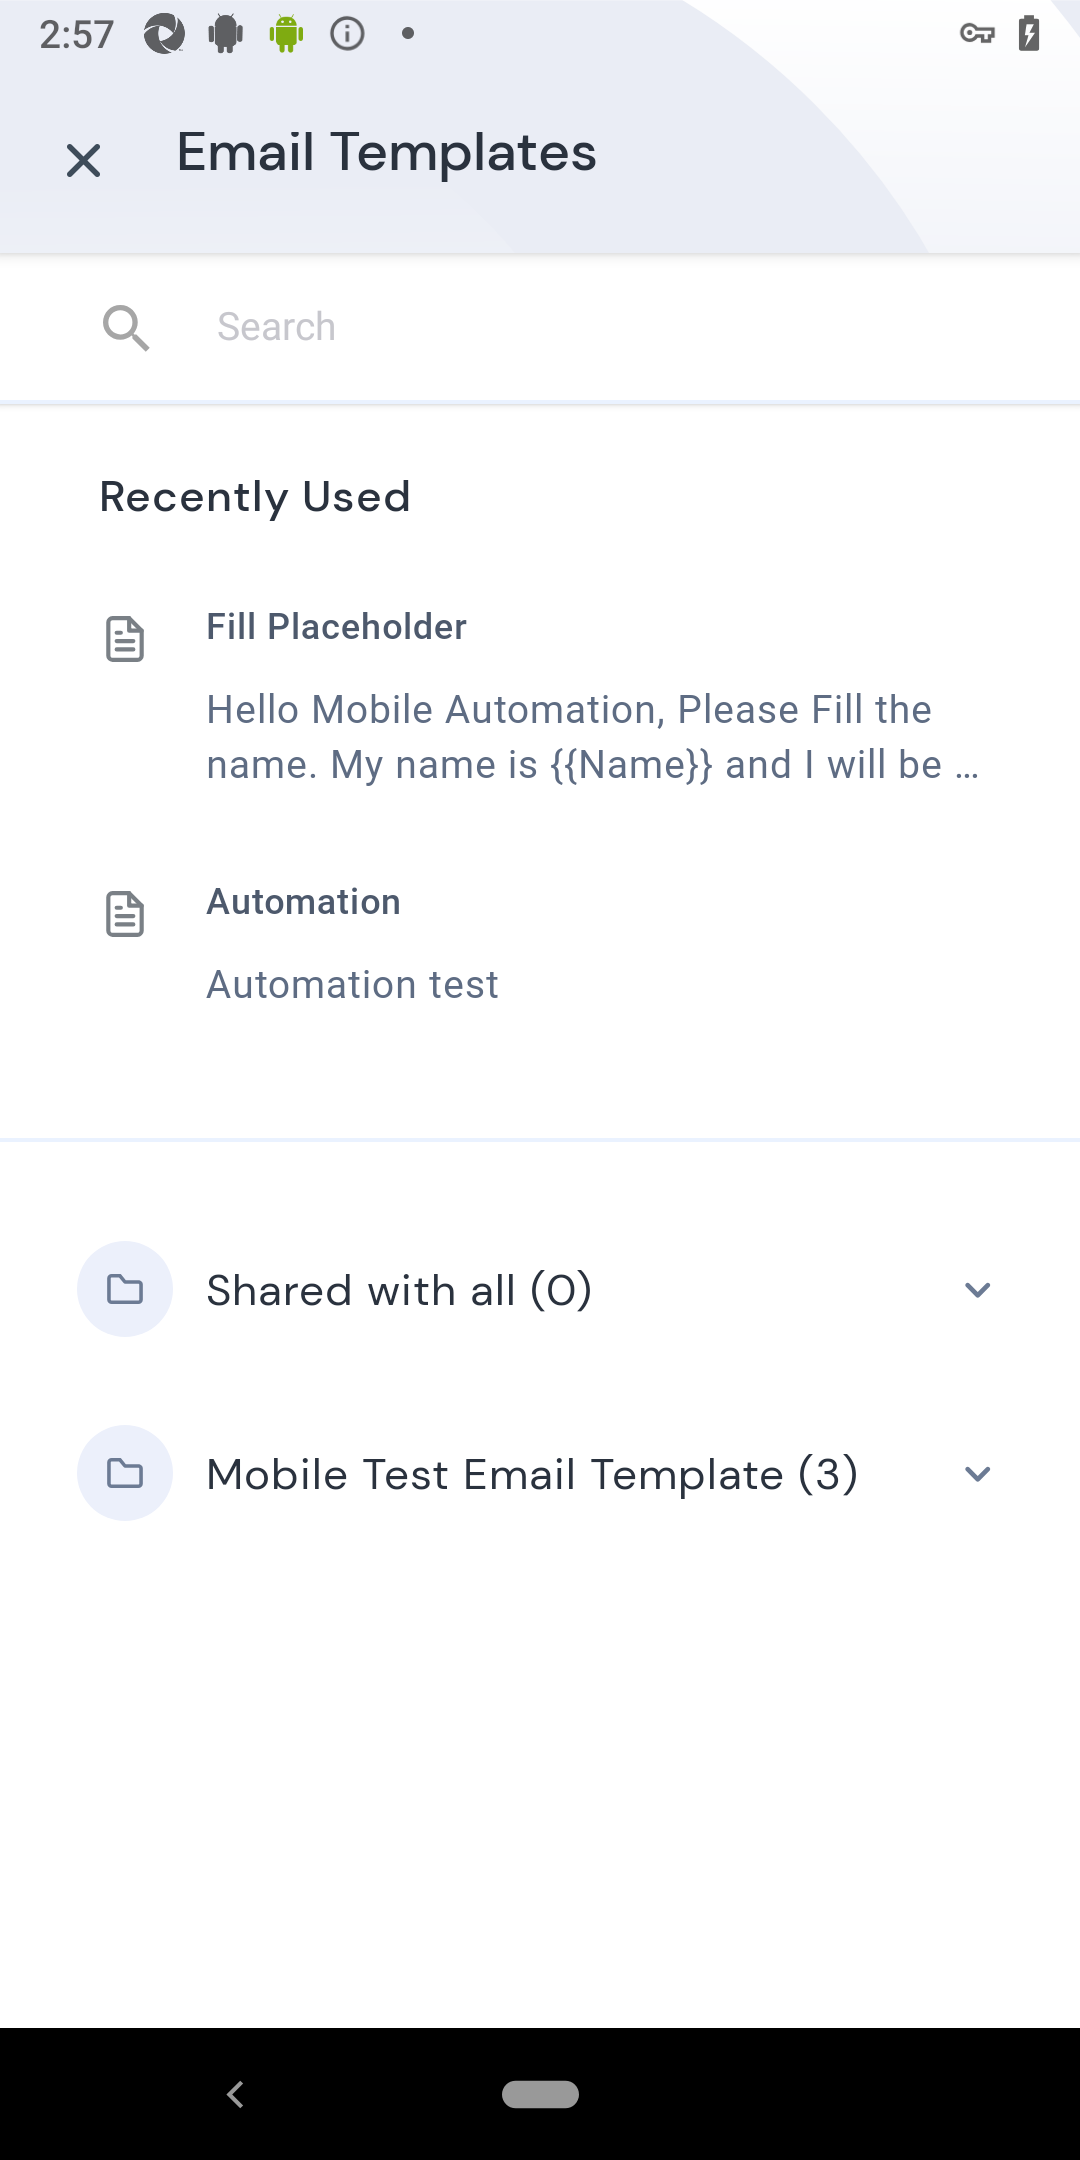 2:57
Email Templates
Search
Recently Used
Fill Placeholder
Hello Mobile Automation, Please Fill the
name. My name is {{Name}} and I will be …
Automation
Automation test
Shared with all (0)
Mobile Test Email Template (3)